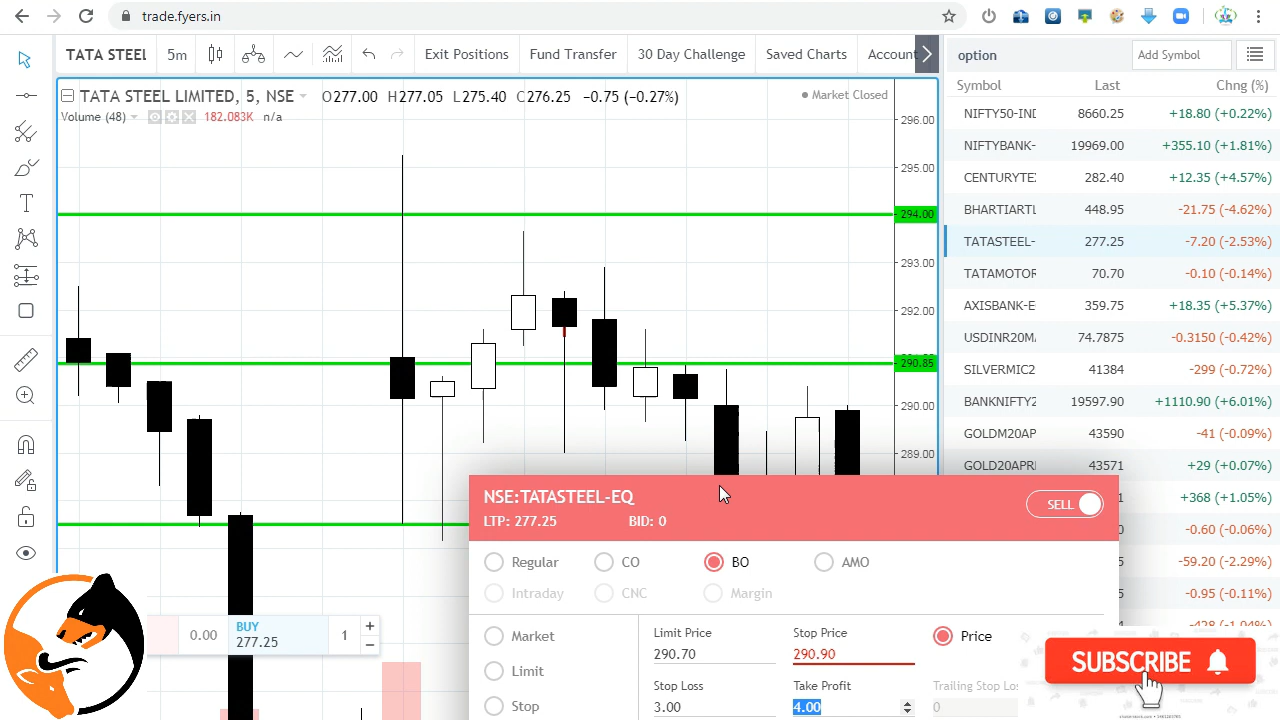 trade.fyers.in
TATA STEEL 5m Exit Positions Fund Transfer 30 Day Challenge Saved Charts Account
option Add Symbol
TATA STEEL LIMITED, 5, NSE O277.00 H277.05 L275.40 C276.25 −0.75 (−0.27%)
Market Closed
Volume (48) 182.083K n/a
296.00
295.00
294.00
293.00
292.00
290.85
290.00
289.00
Symbol Last Chng (%)
NIFTY50-INI 8660.25 +18.80 (+0.22%)
NIFTYBANK- 19969.00 +355.10 (+1.81%)
CENTURYTE 282.40 +12.35 (+4.57%)
BHARTIARTL 448.95 -21.75 (-4.62%)
TATASTEEL- 277.25 -7.20 (-2.53%)
TATAMOTOR 70.70 -0.10 (-0.14%)
AXISBANK-E 359.75 +18.35 (+5.37%)
USDINR20M 74.7875 -0.3150 (-0.42%)
SILVERMIC2 41384 -299 (-0.72%)
BANKNIFTY2 19597.90 +1110.90 (+6.01%)
GOLDM20AP 43590 -41 (-0.09%)
GOLD20APR 43571 +29 (+0.07%)
+368 (+1.05%)
-0.60 (-0.06%)
-59.20 (-2.29%)
-0.95 (-0.11%)
NSE:TATASTEEL-EQ
SELL
LTP: 277.25 BID: 0
Regular CO BO AMO
Intraday CNC Margin
0.00 BUY
277.25 1 + −
Market
Limit
Stop
Limit Price Stop Price Price
290.70 290.90
Stop Loss Take Profit Trailing Stop Los
3.00 4.00 0
SUBSCRIBE